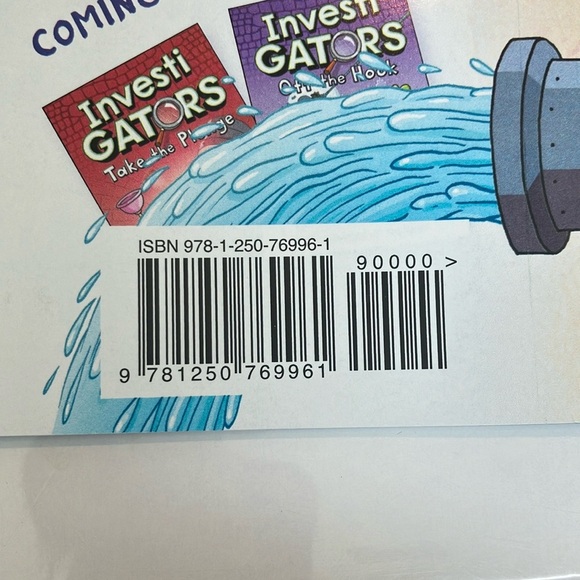 COMING
Investi
GATORS
Take the Plunge
Investi
GATORS
Off the Hook
ISBN 978-1-250-76996-1
90000 >
9 781250 769961